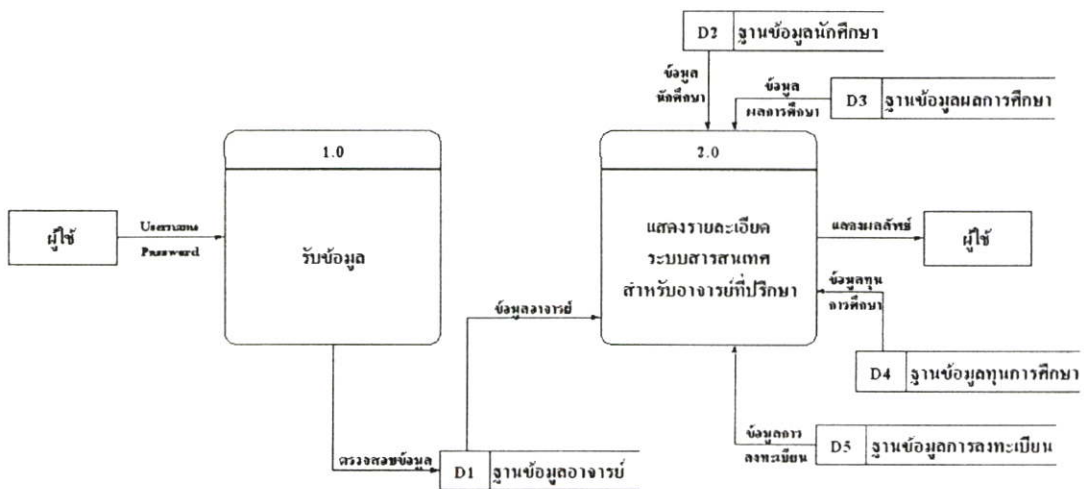 D2 ฐานข้อมูลนักศึกษา
ข้อมูล
นักศึกษา
ข้อมูล
ผลการศึกษา
D3 ฐานข้อมูลผลการศึกษา
1.0
รับข้อมูล
2.0
แสดงรายละเอียด
ระบบสารสนเทศ
สำหรับอาจารย์ที่ปรึกษา
ผู้ใช้
Username
Password
แสดงผลลัพธ์
ผู้ใช้
ข้อมูลทุน
การศึกษา
ข้อมูลอาจารย์
D4 ฐานข้อมูลทุนการศึกษา
ข้อมูลการ
ลงทะเบียน
D5 ฐานข้อมูลการลงทะเบียน
ตรวจสอบข้อมูล
D1 ฐานข้อมูลอาจารย์